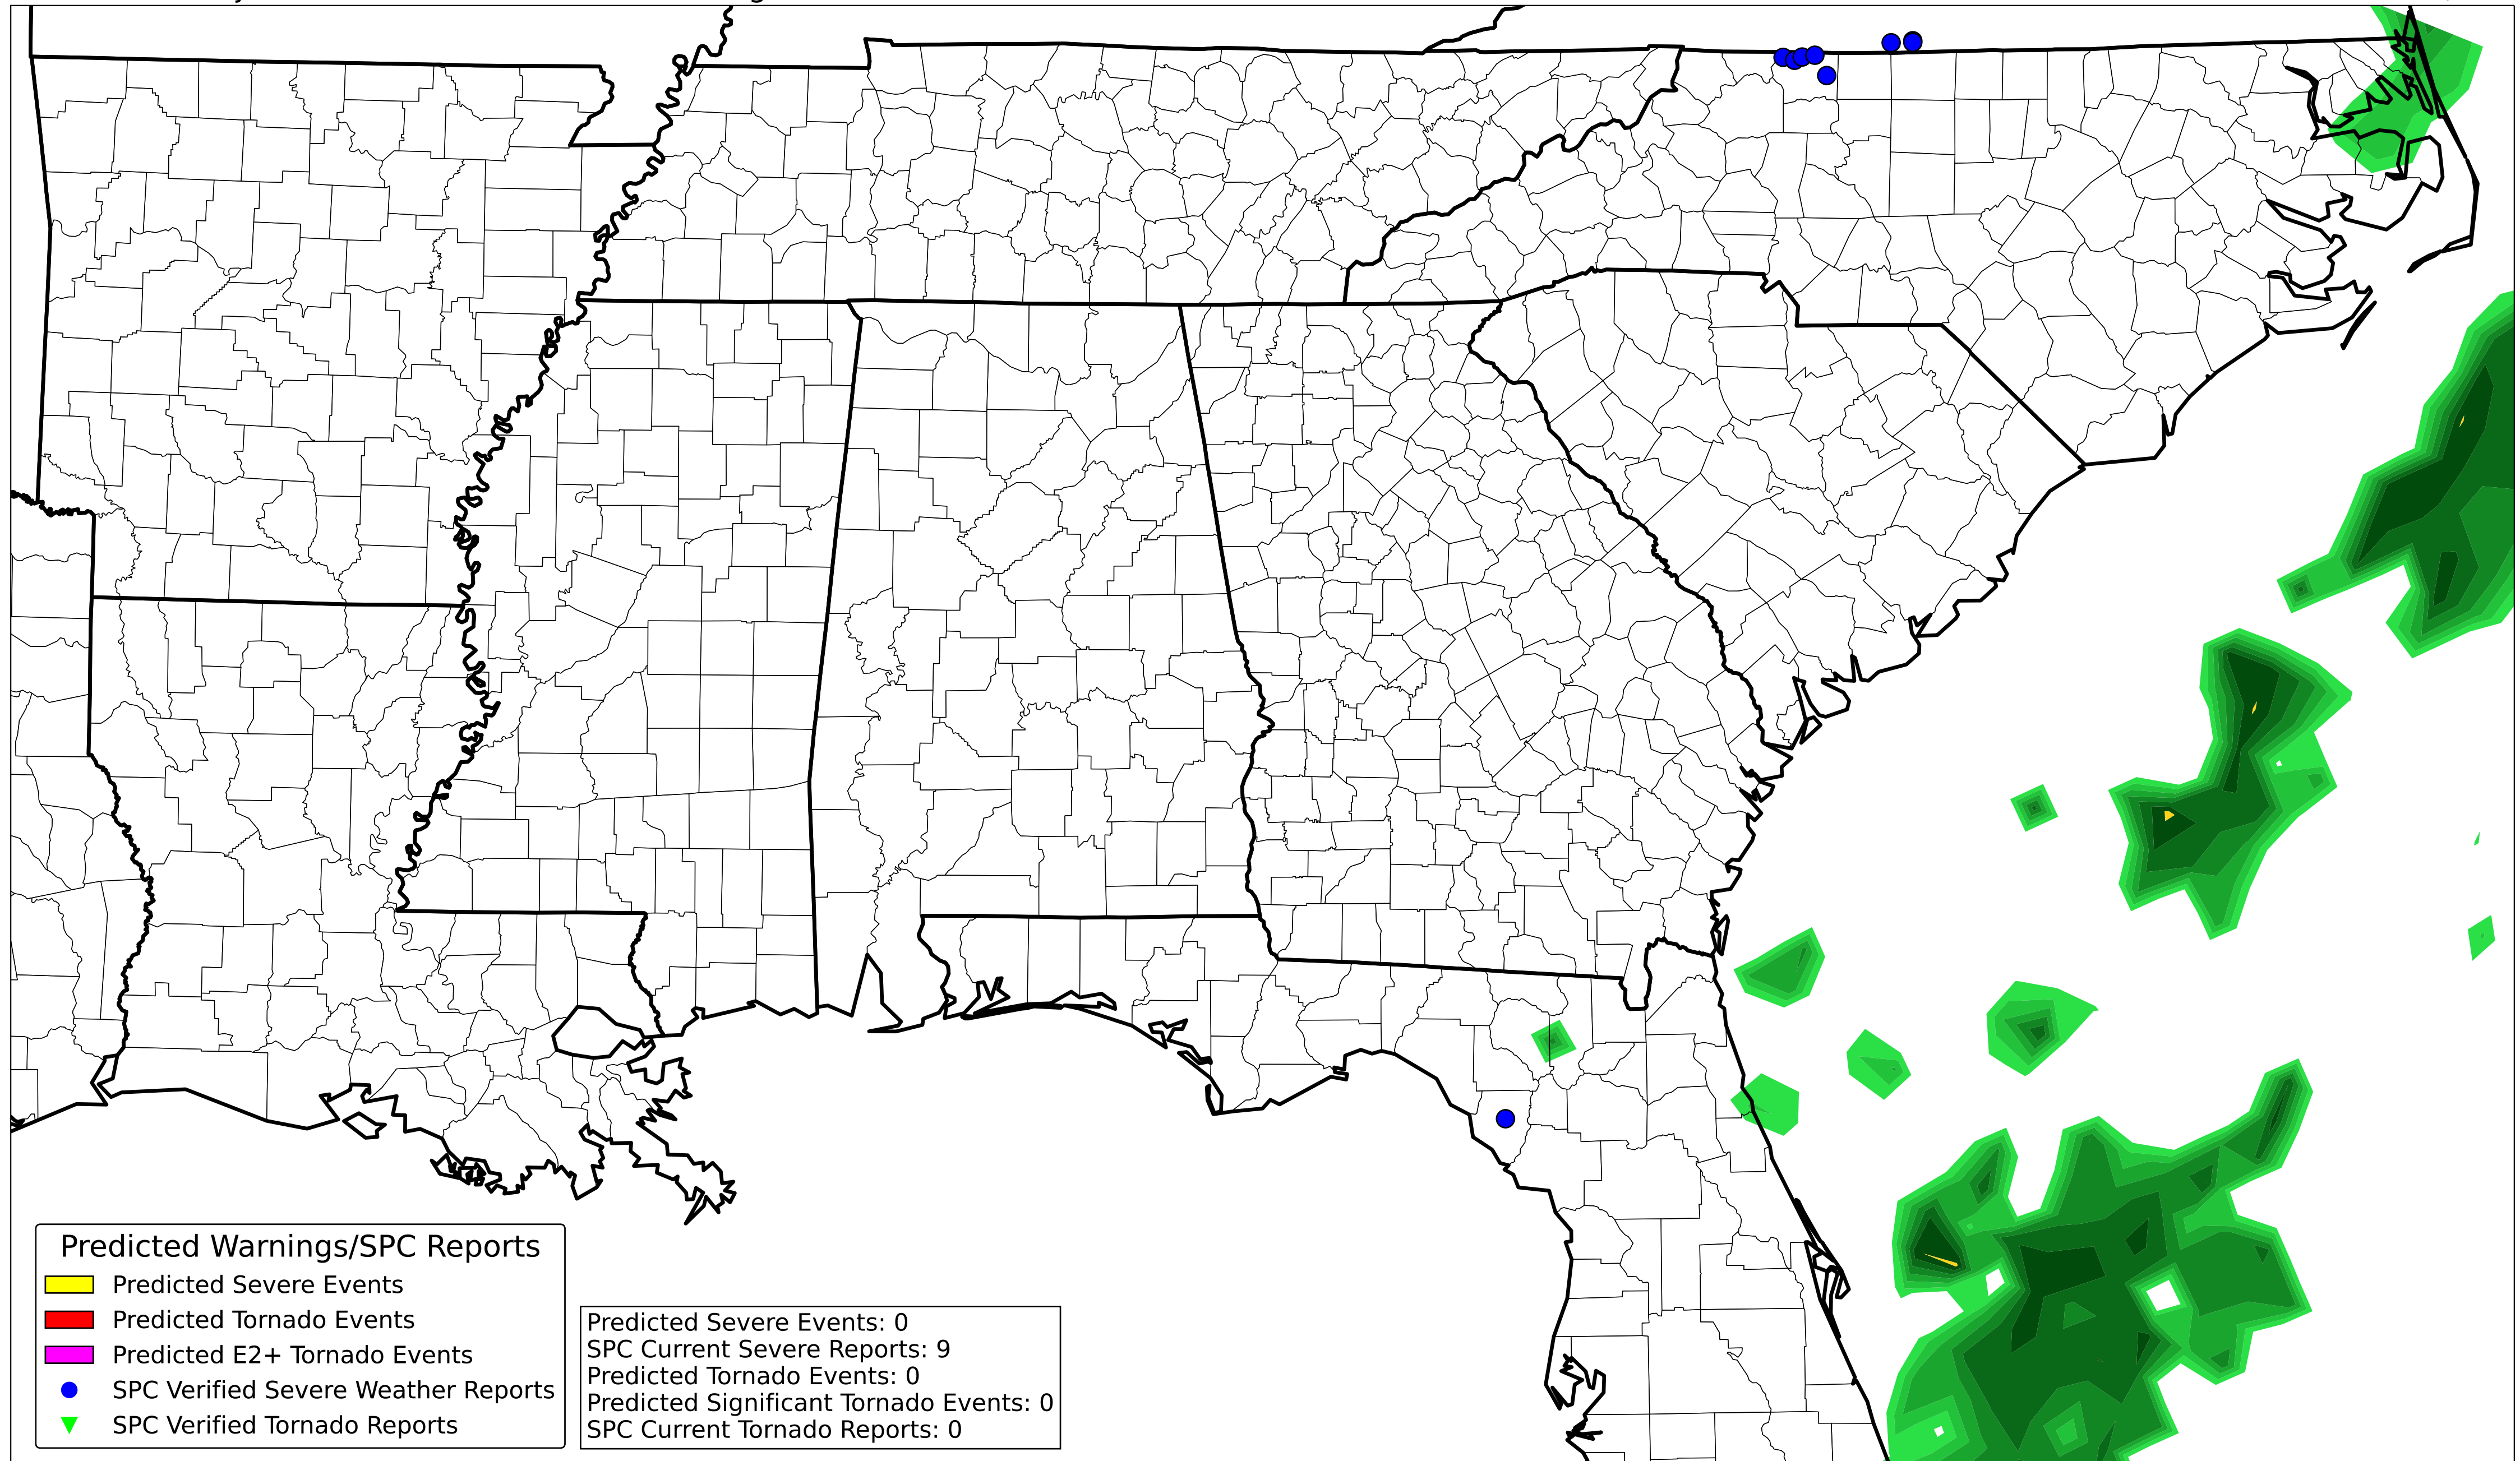 Predicted Warnings/SPC Reports
Predicted Severe Events
Predicted Tornado Events
Predicted E2+ Tornado Events
SPC Verified Severe Weather Reports
SPC Verified Tornado Reports
Predicted Severe Events: 0
SPC Current Severe Reports: 9
Predicted Tornado Events: 0
Predicted Significant Tornado Events: 0
SPC Current Tornado Reports: 0